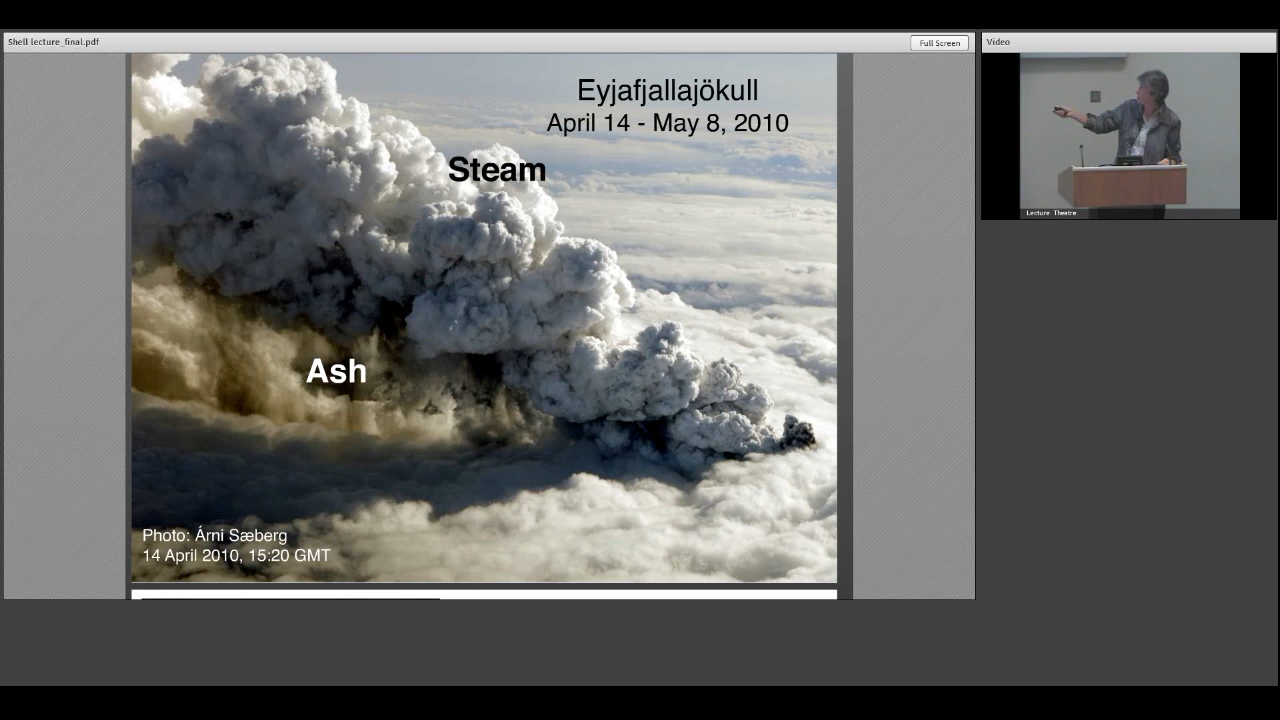 Shell lecture_final.pdf
Full Screen
Video
Eyjafjallajökull
April 14 - May 8, 2010
Steam
Ash
Photo: Árni Sæberg
14 April 2010, 15:20 GMT
Lecture Theatre